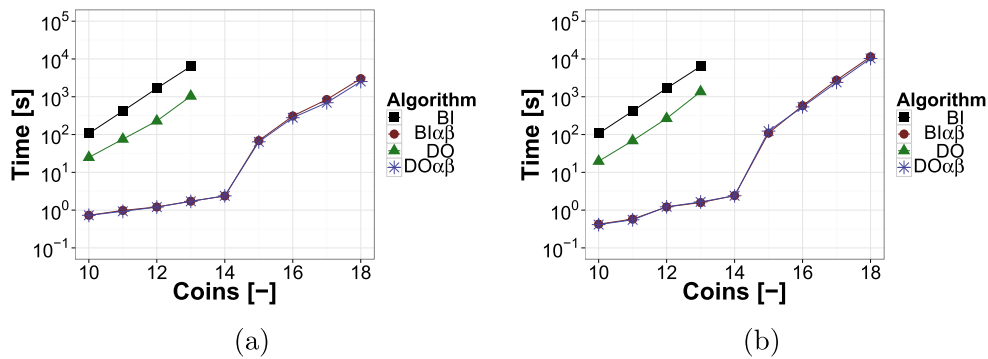 Time [s]
10⁵
10⁴
10³
10²
10¹
10⁰
10⁻¹
10 12 14 16 18
Coins [−]
Algorithm
BI
BIαβ
DO
DOαβ
(a)
Time [s]
10⁵
10⁴
10³
10²
10¹
10⁰
10⁻¹
10 12 14 16 18
Coins [−]
Algorithm
BI
BIαβ
DO
DOαβ
(b)